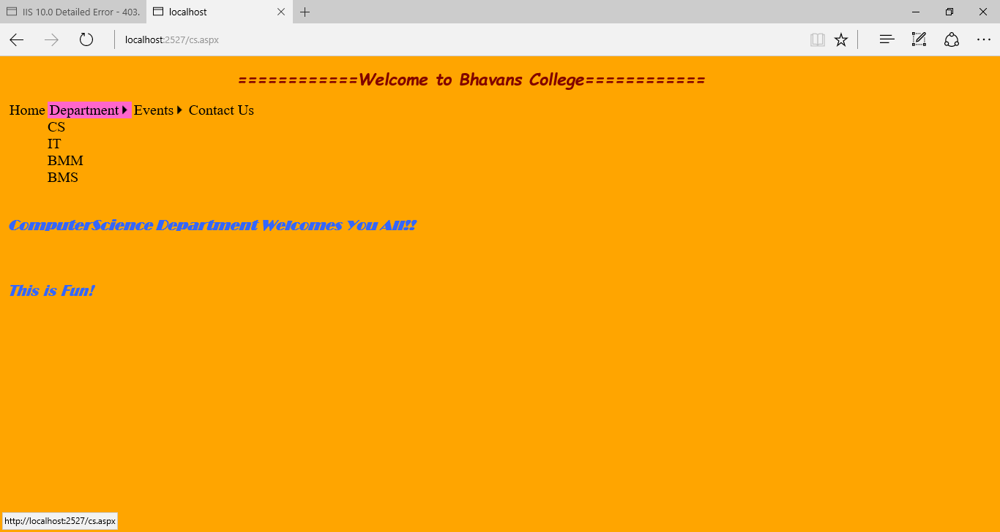 IIS 10.0 Detailed Error - 403.
localhost
localhost:2527/cs.aspx
============Welcome to Bhavans College============
Home Department Events Contact Us
CS
IT
BMM
BMS
ComputerScience Department Welcomes You All!!
This is Fun!
http://localhost:2527/cs.aspx